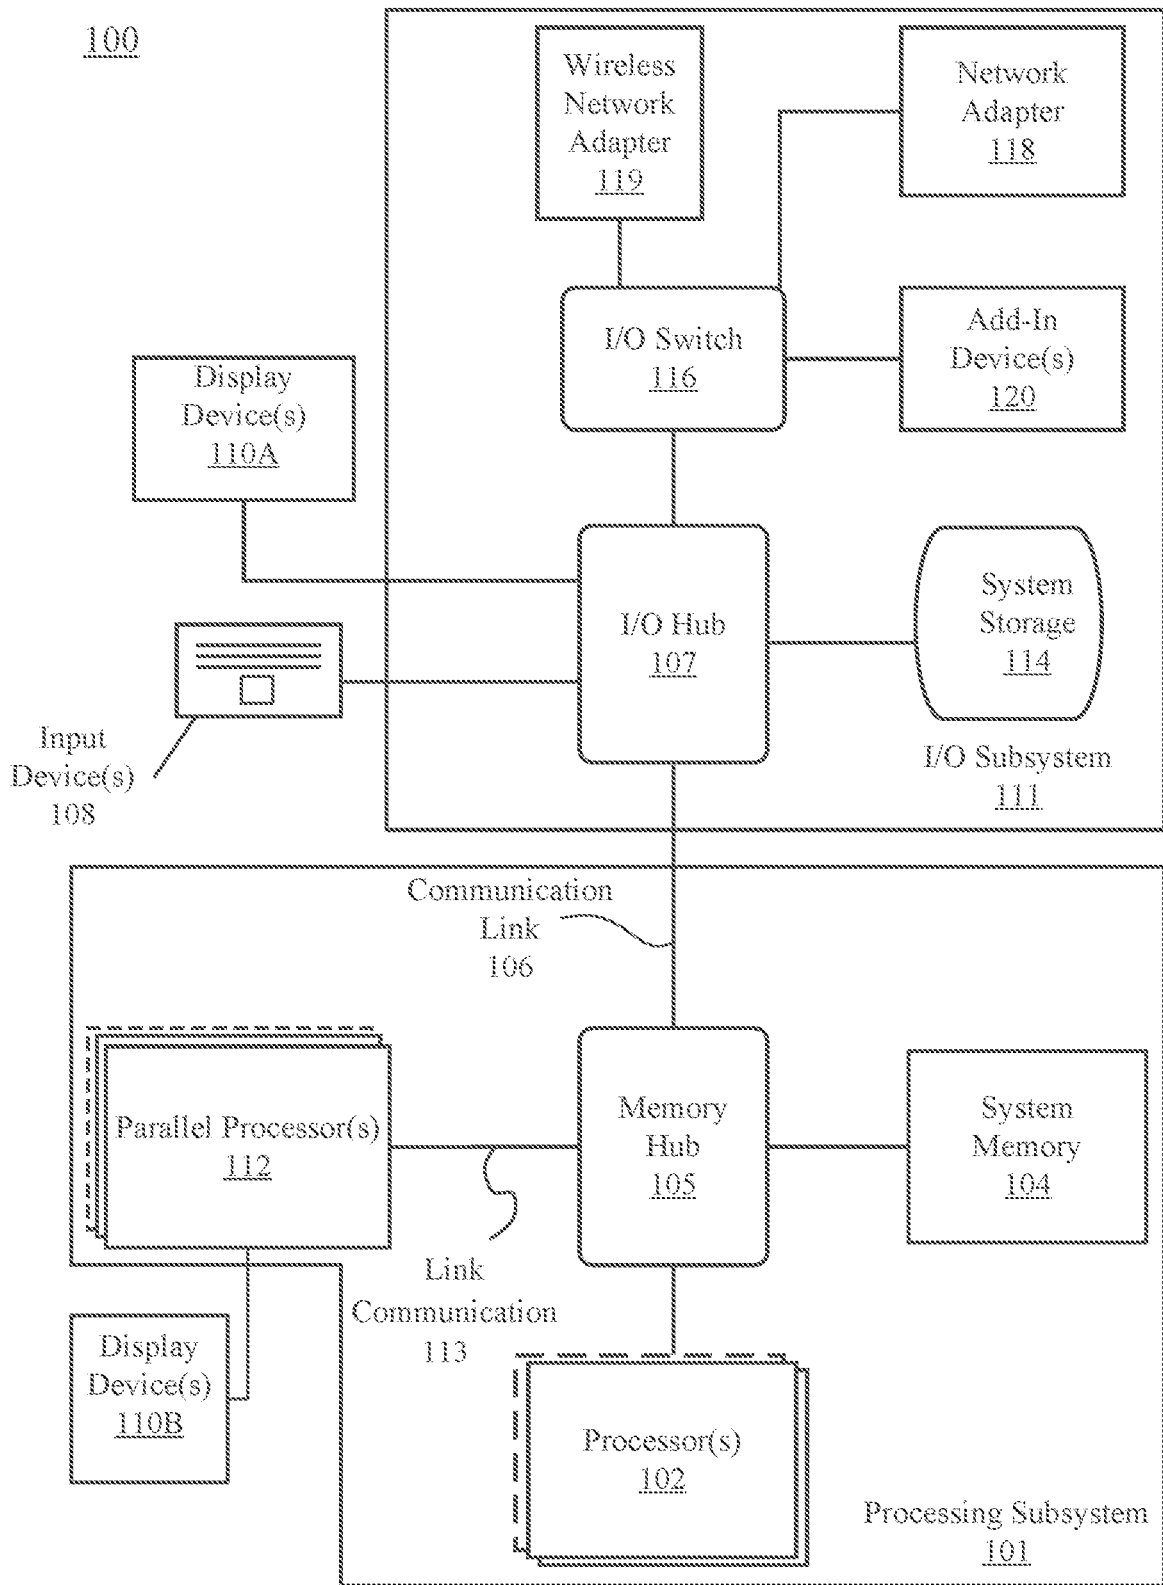 100
Wireless
Network
Adapter
119
Network
Adapter
118
I/O Switch
116
Add-In
Device(s)
120
Display
Device(s)
110A
I/O Hub
107
System
Storage
114
Input
Device(s)
108
I/O Subsystem
111
Communication
Link
106
Parallel Processor(s)
112
Memory
Hub
105
System
Memory
104
Link
Communication
113
Display
Device(s)
110B
Processor(s)
102
Processing Subsystem
101